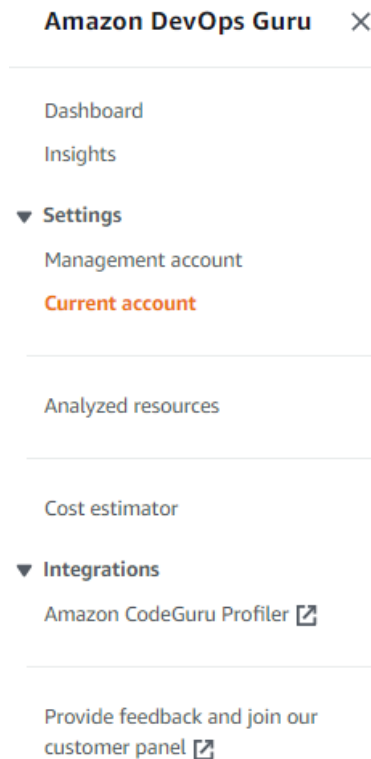 Amazon DevOps Guru
Dashboard
Insights
Settings
Management account
Current account
Analyzed resources
Cost estimator
Integrations
Amazon CodeGuru Profiler
Provide feedback and join our
customer panel